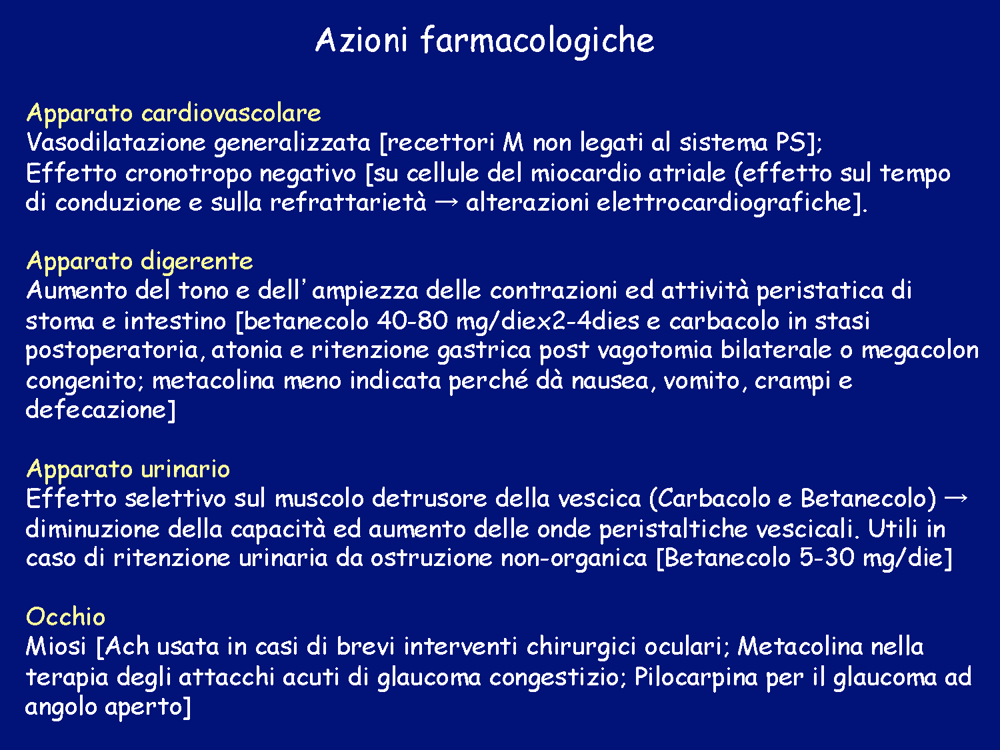 Azioni farmacologiche
Apparato cardiovascolare
Vasodilatazione generalizzata [recettori M non legati al sistema PS];
Effetto cronotropo negativo [su cellule del miocardio atriale (effetto sul tempo
di conduzione e sulla refrattarietà → alterazioni elettrocardiografiche].
Apparato digerente
Aumento del tono e dell’ampiezza delle contrazioni ed attività peristatica di
stoma e intestino [betanecolo 40-80 mg/diex2-4dies e carbacolo in stasi
postoperatoria, atonia e ritenzione gastrica post vagotomia bilaterale o megacolon
congenito; metacolina meno indicata perché dà nausea, vomito, crampi e
defecazione]
Apparato urinario
Effetto selettivo sul muscolo detrusore della vescica (Carbacolo e Betanecolo) →
diminuzione della capacità ed aumento delle onde peristaltiche vescicali. Utili in
caso di ritenzione urinaria da ostruzione non-organica [Betanecolo 5-30 mg/die]
Occhio
Miosi [Ach usata in casi di brevi interventi chirurgici oculari; Metacolina nella
terapia degli attacchi acuti di glaucoma congestizio; Pilocarpina per il glaucoma ad
angolo aperto]